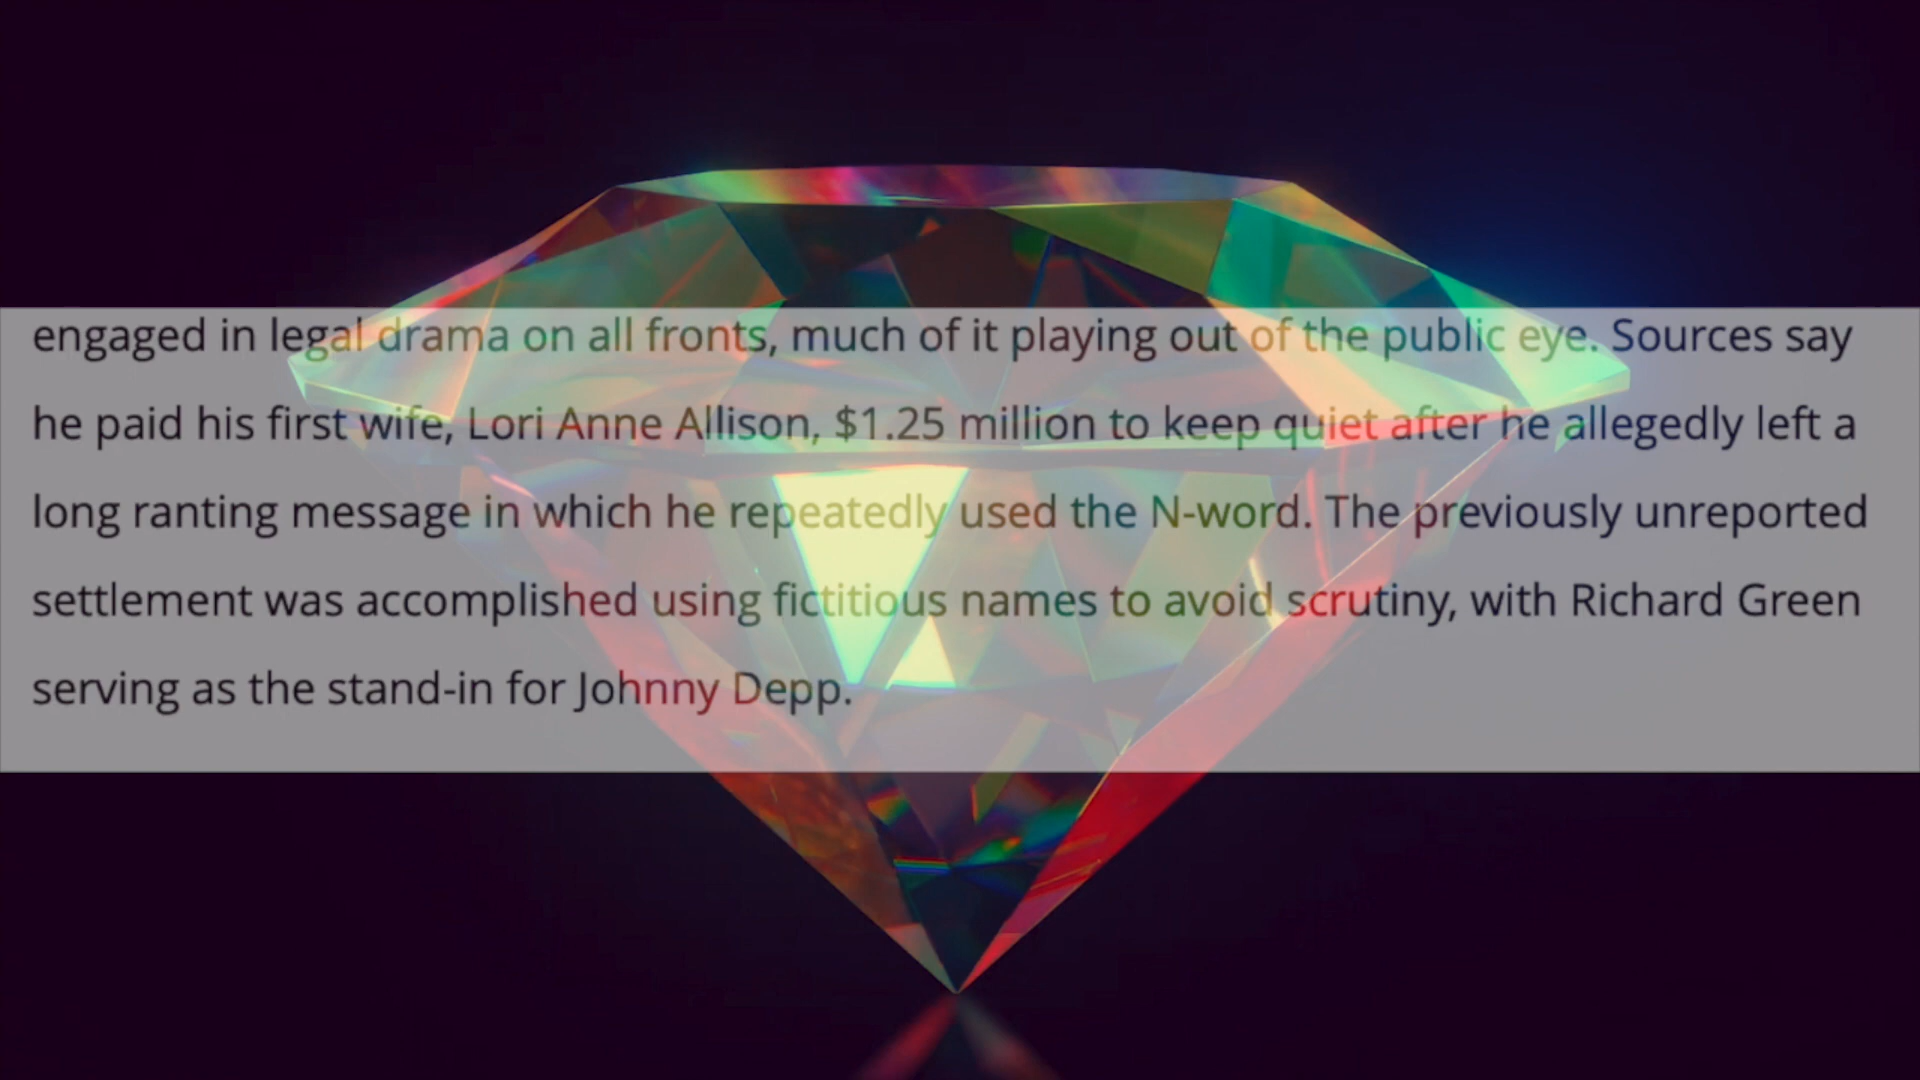 engaged in legal drama on all fronts, much of it playing out of the public eye. Sources say
he paid his first wife, Lori Anne Allison, $1.25 million to keep quiet after he allegedly left a
long ranting message in which he repeatedly used the N-word. The previously unreported
settlement was accomplished using fictitious names to avoid scrutiny, with Richard Green
serving as the stand-in for Johnny Depp.